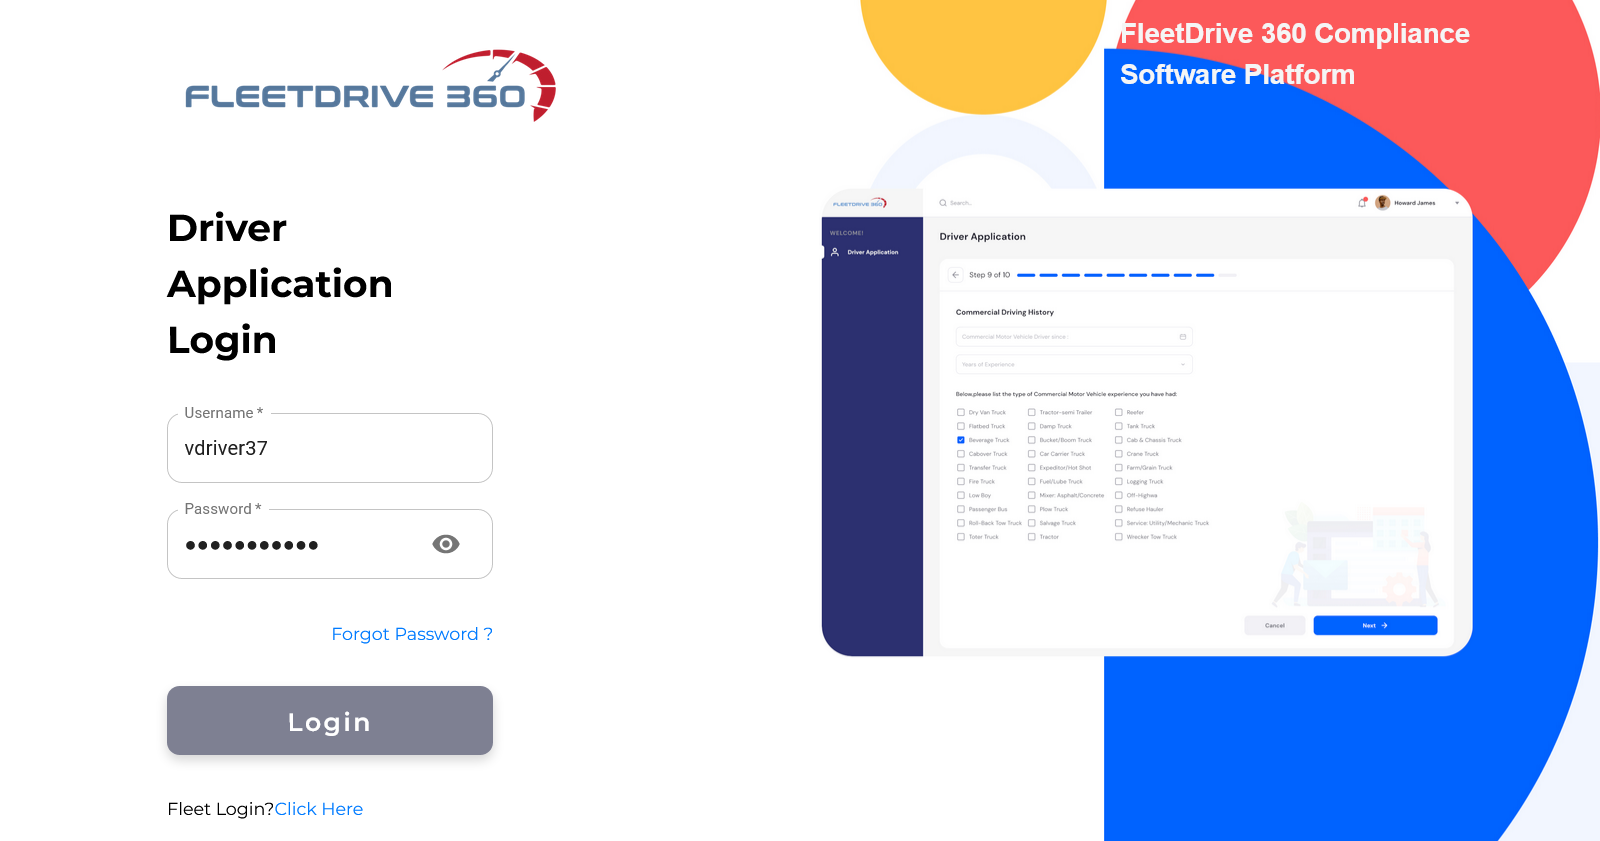 FLEETDRIVE 360
Driver
Application
Login
Username *
vdriver37
Password *
•••••••••••
Forgot Password ?
Login
Fleet Login?Click Here
FleetDrive 360 Compliance
Software Platform
FLEETDRIVE 360
Search..
Howard James
WELCOME!
Driver Application
Driver Application
Step 9 of 10
Commercial Driving History
Commercial Motor Vehicle Driver since:
Years of Experience
Below,please list the type of Commercial Motor Vehicle experience you have had:
Dry Van Truck Tractor-semi Trailer Reefer
Flatbed Truck Damp Truck Tank Truck
Beverage Truck Bucket/Boom Truck Cab & Chassis Truck
Cabover Truck Car Carrier Truck Crane Truck
Transfer Truck Expeditor/Hot Shot Farm/Grain Truck
Fire Truck Fuel/Lube Truck Logging Truck
Low Boy Mixer: Asphalt/Concrete Off-Highwa
Passenger Bus Plow Truck Refuse Hauler
Roll-Back Tow Truck Salvage Truck Service: Utility/Mechanic Truck
Toter Truck Tractor Wrecker Tow Truck
Cancel
Next →